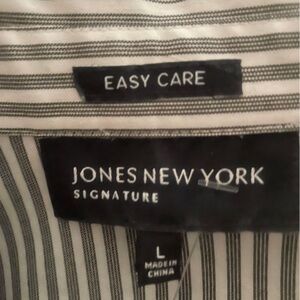 EASY CARE
JONES NEW YORK
SIGNATURE
L
MADE IN
CHINA